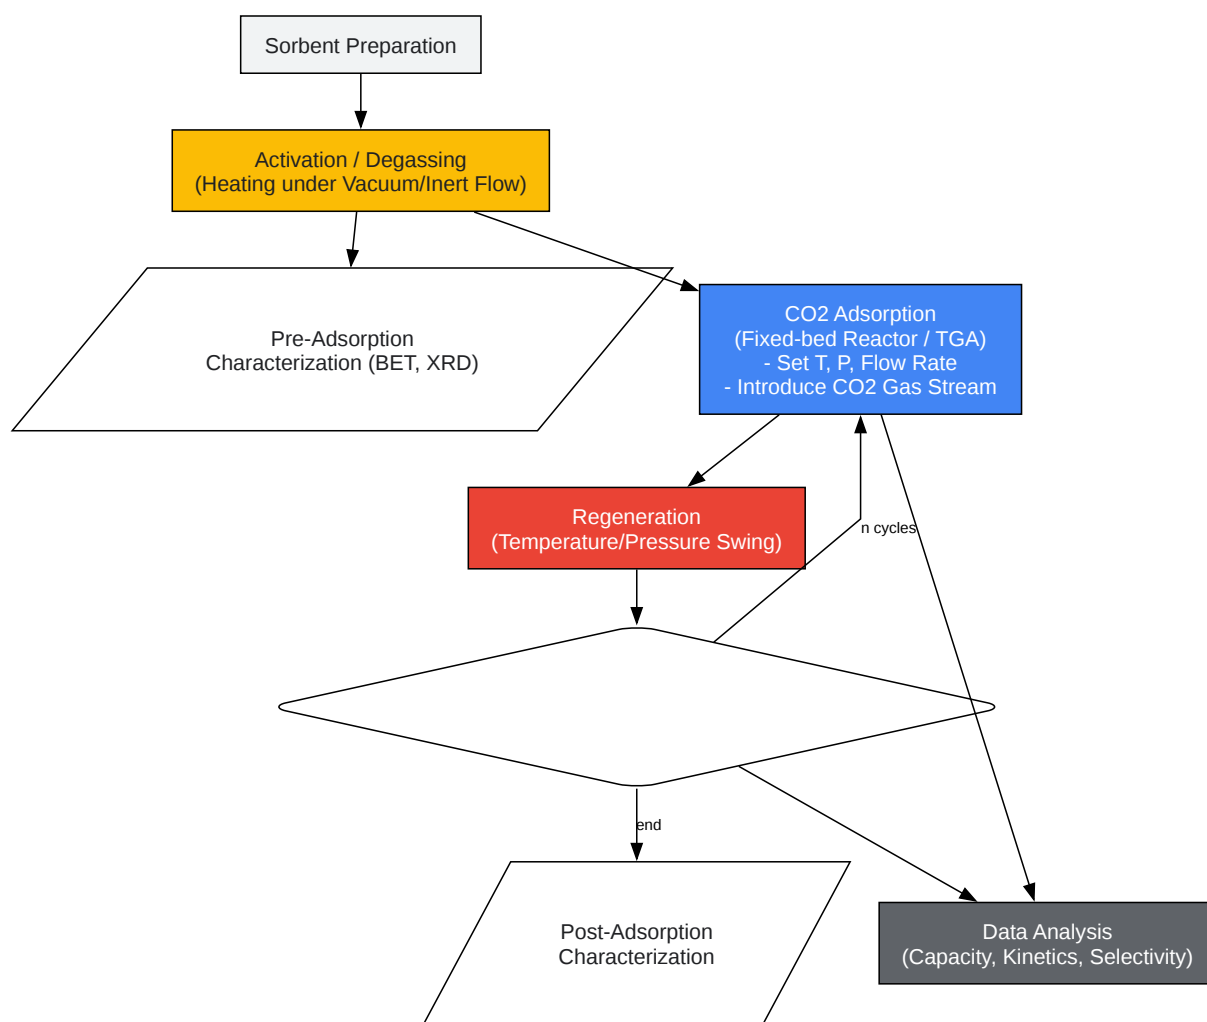 Sorbent Preparation
Activation / Degassing
(Heating under Vacuum/Inert Flow)
Pre-Adsorption
Characterization (BET, XRD)
CO2 Adsorption
(Fixed-bed Reactor / TGA)
- Set T, P, Flow Rate
- Introduce CO2 Gas Stream
Regeneration
(Temperature/Pressure Swing)
n cycles
end
Post-Adsorption
Characterization
Data Analysis
(Capacity, Kinetics, Selectivity)